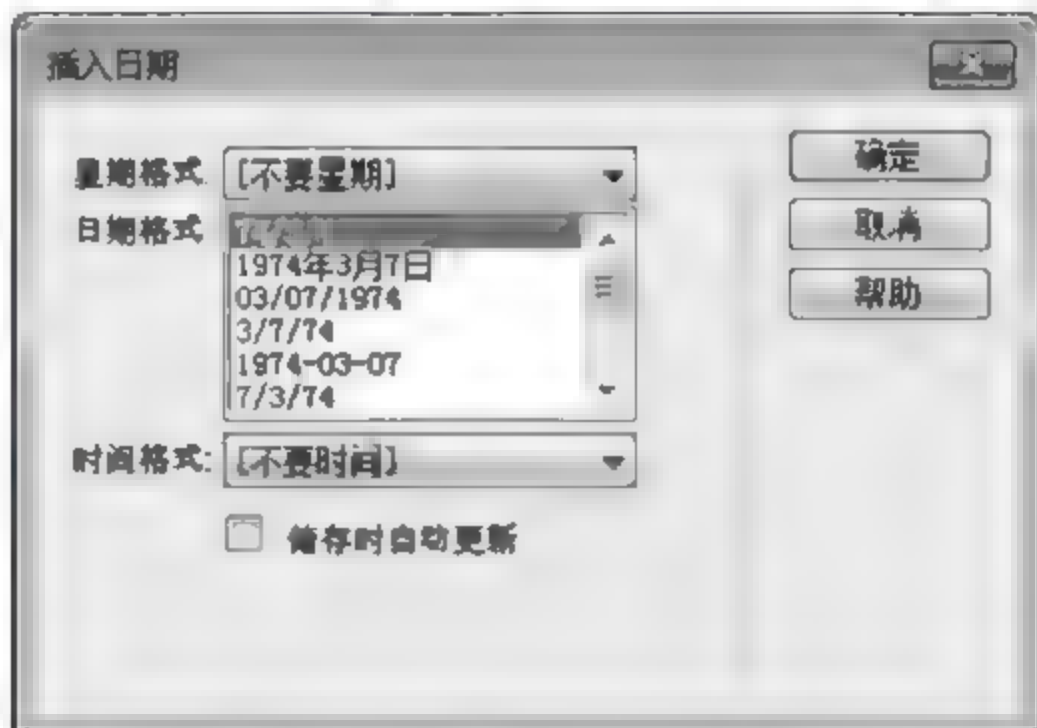 插入日期
星期格式 [不要星期]
确定
日期格式
取消
1974年3月7日
03/07/1974
帮助
3/7/74
1974-03-07
7/3/74
时间格式: [不要时间]
储存时自动更新